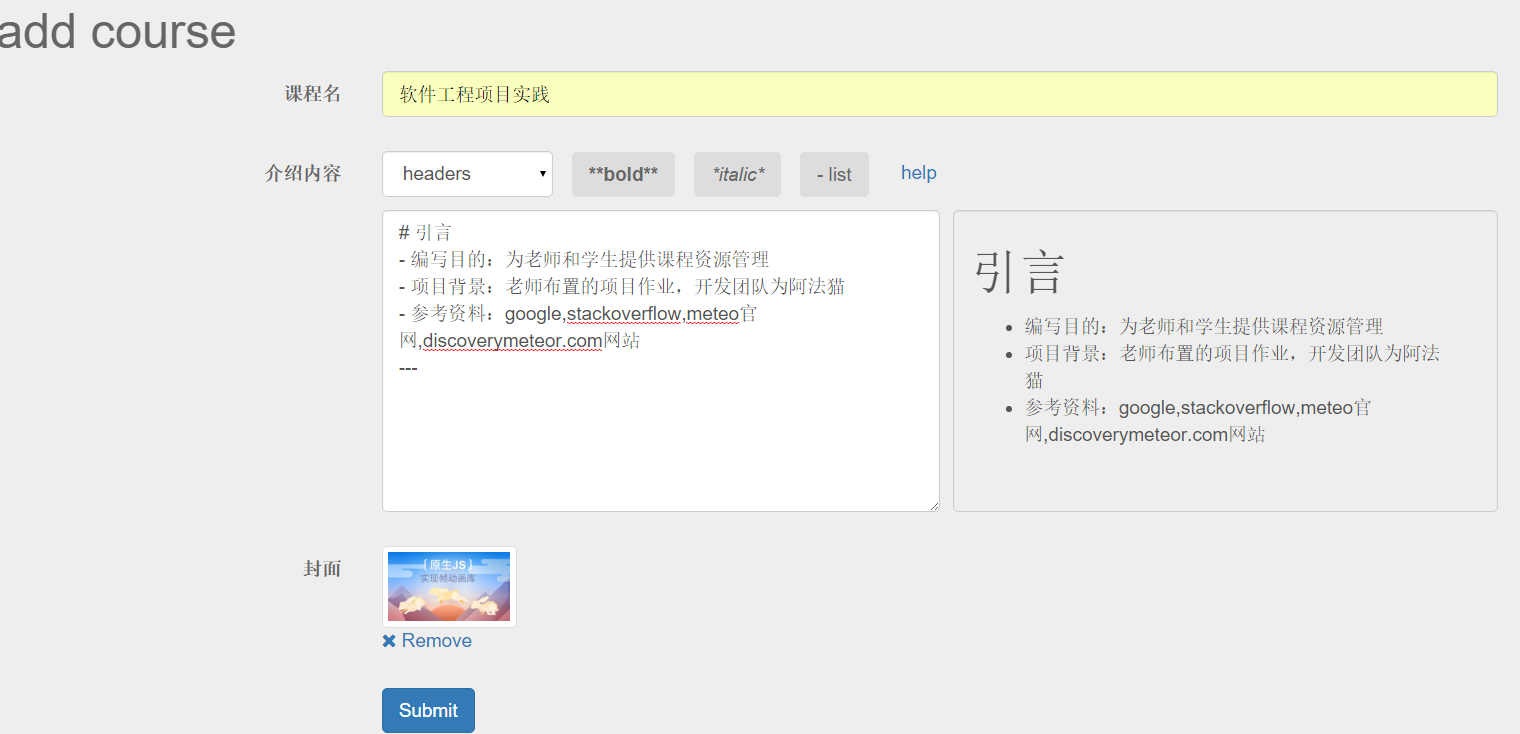 add course
课程名
软件工程项目实践
介绍内容
headers
**bold**
*italic*
- list
help
# 引言
- 编写目的：为老师和学生提供课程资源管理
- 项目背景：老师布置的项目作业，开发团队为阿法猫
- 参考资料：google,stackoverflow,meteo官
网,discoverymeteor.com网站
---
引言
编写目的：为老师和学生提供课程资源管理
项目背景：老师布置的项目作业，开发团队为阿法
猫
参考资料：google,stackoverflow,meteo官
网,discoverymeteor.com网站
封面
{ 原生JS }
实现帧动画库
Remove
Submit